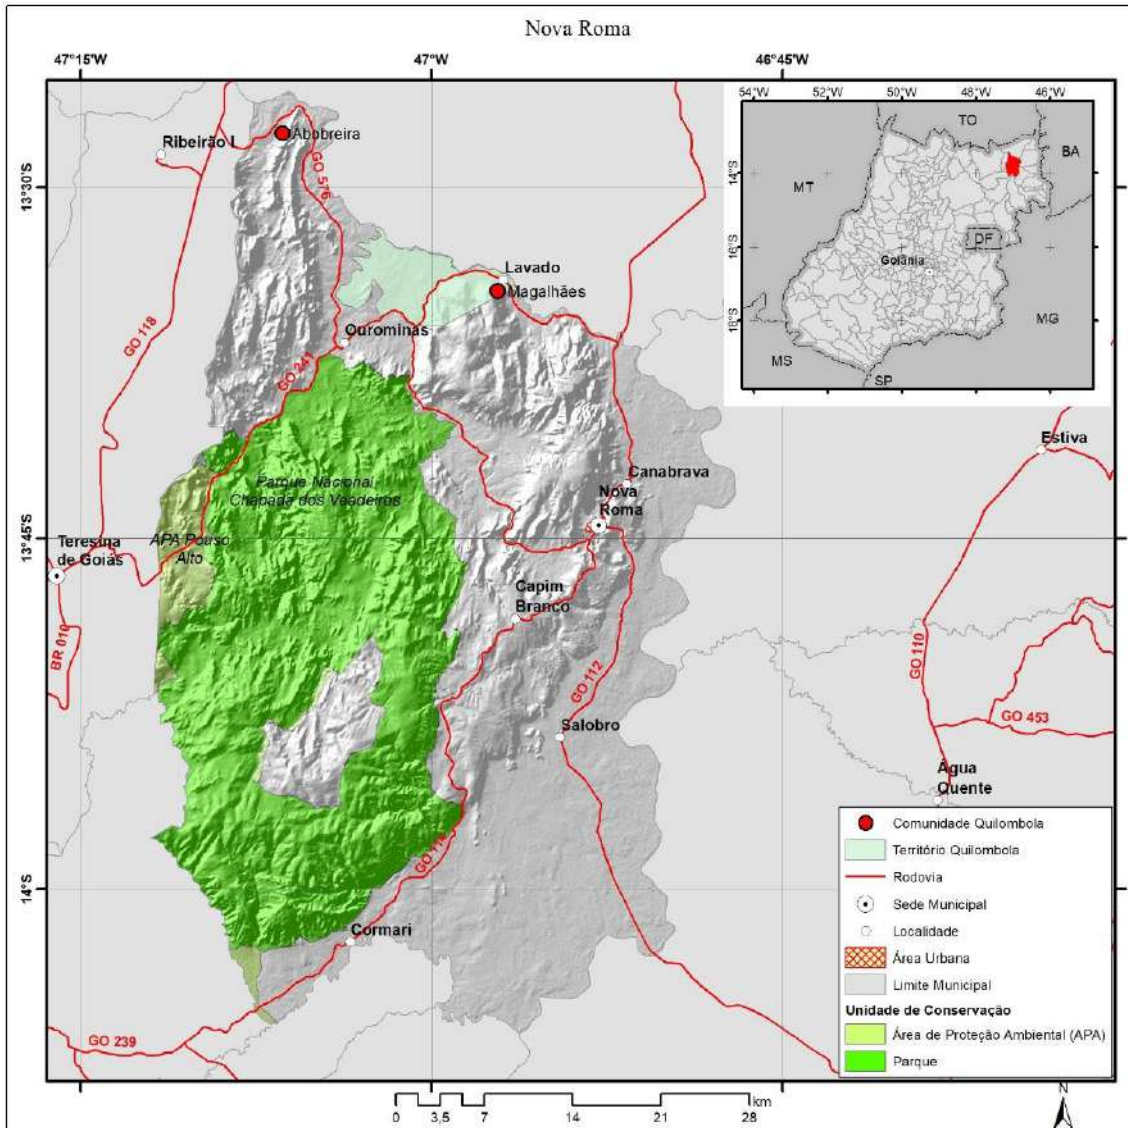 Nova Roma
47°15'W
47°W
46°45'W
13°30'S
13°45'S
14°S
Ribeirão I
Abobreira
GO 576
GO 118
Lavado
Magalhães
Ourominas
GO 241
Parque Nacional
Chapada dos Veadeiros
APA Pouso
Alto
Teresina
de Goiás
BR 010
Canabrava
Nova
Roma
Capim
Branco
GO 112
Salobro
GO 114
Cormari
GO 239
Estiva
GO 110
GO 453
Água
Quente
54°W
52°W
50°W
48°W
46°W
14°S
16°S
18°S
TO
BA
MT
DF
Goiânia
MG
MS
SP
Comunidade Quilombola
Território Quilombola
Rodovia
Sede Municipal
Localidade
Área Urbana
Limite Municipal
Unidade de Conservação
Área de Proteção Ambiental (APA)
Parque
0 3,5 7 14 21 28 km
N